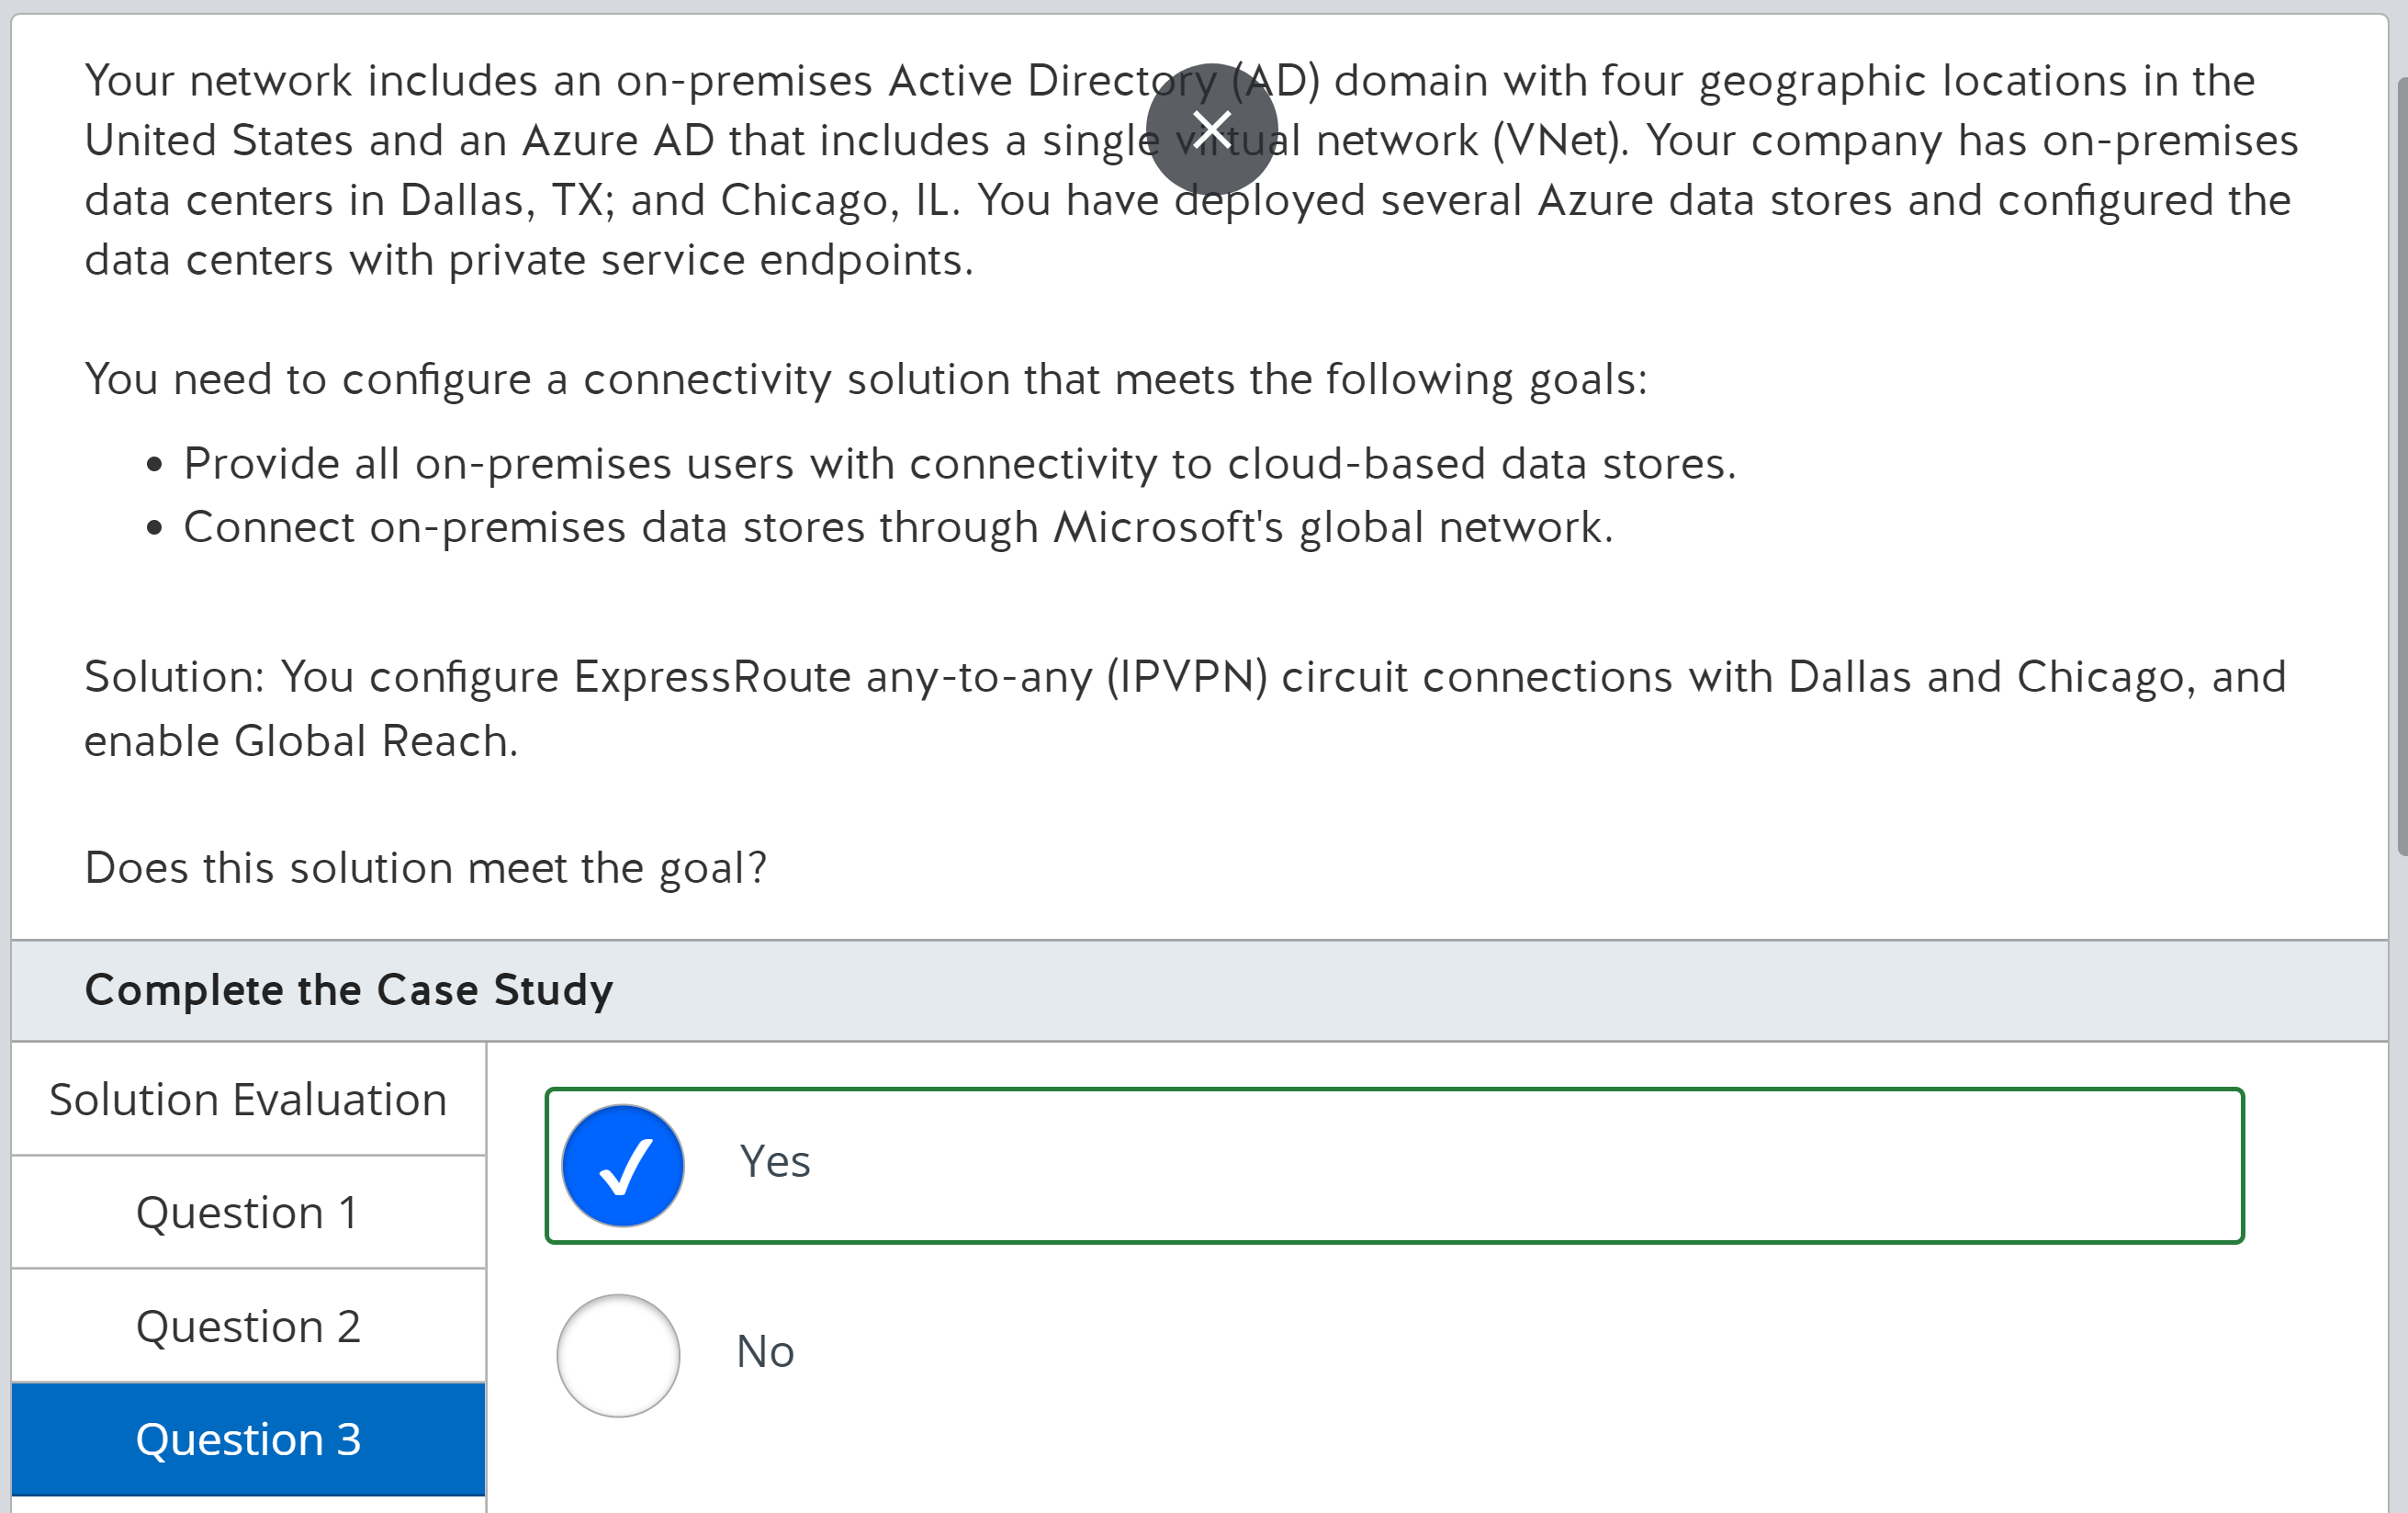 Your network includes an on-premises Active Directory (AD) domain with four geographic locations in the
United States and an Azure AD that includes a single virtual network (VNet). Your company has on-premises
data centers in Dallas, TX; and Chicago, IL. You have deployed several Azure data stores and configured the
data centers with private service endpoints.
You need to configure a connectivity solution that meets the following goals:
• Provide all on-premises users with connectivity to cloud-based data stores.
• Connect on-premises data stores through Microsoft's global network.
Solution: You configure ExpressRoute any-to-any (IPVPN) circuit connections with Dallas and Chicago, and
enable Global Reach.
Does this solution meet the goal?
Complete the Case Study
Solution Evaluation
Question 1
Question 2
Question 3
Yes
No